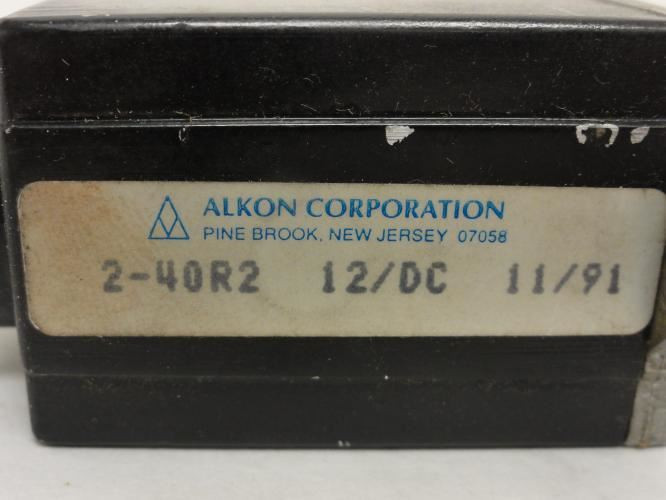 ALKON CORPORATION
PINE BROOK, NEW JERSEY 07058
2-40R2 12/DC 11/91